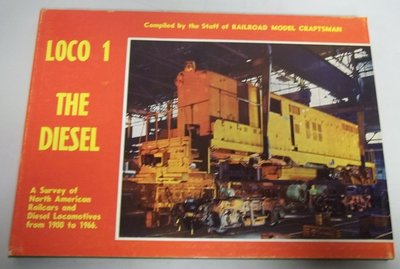 Compiled by the Staff of RAILROAD MODEL CRAFTSMAN
LOCO 1
THE
DIESEL
A Survey of
North American
Railcars and
Diesel Locomotives
from 1900 to 1966.